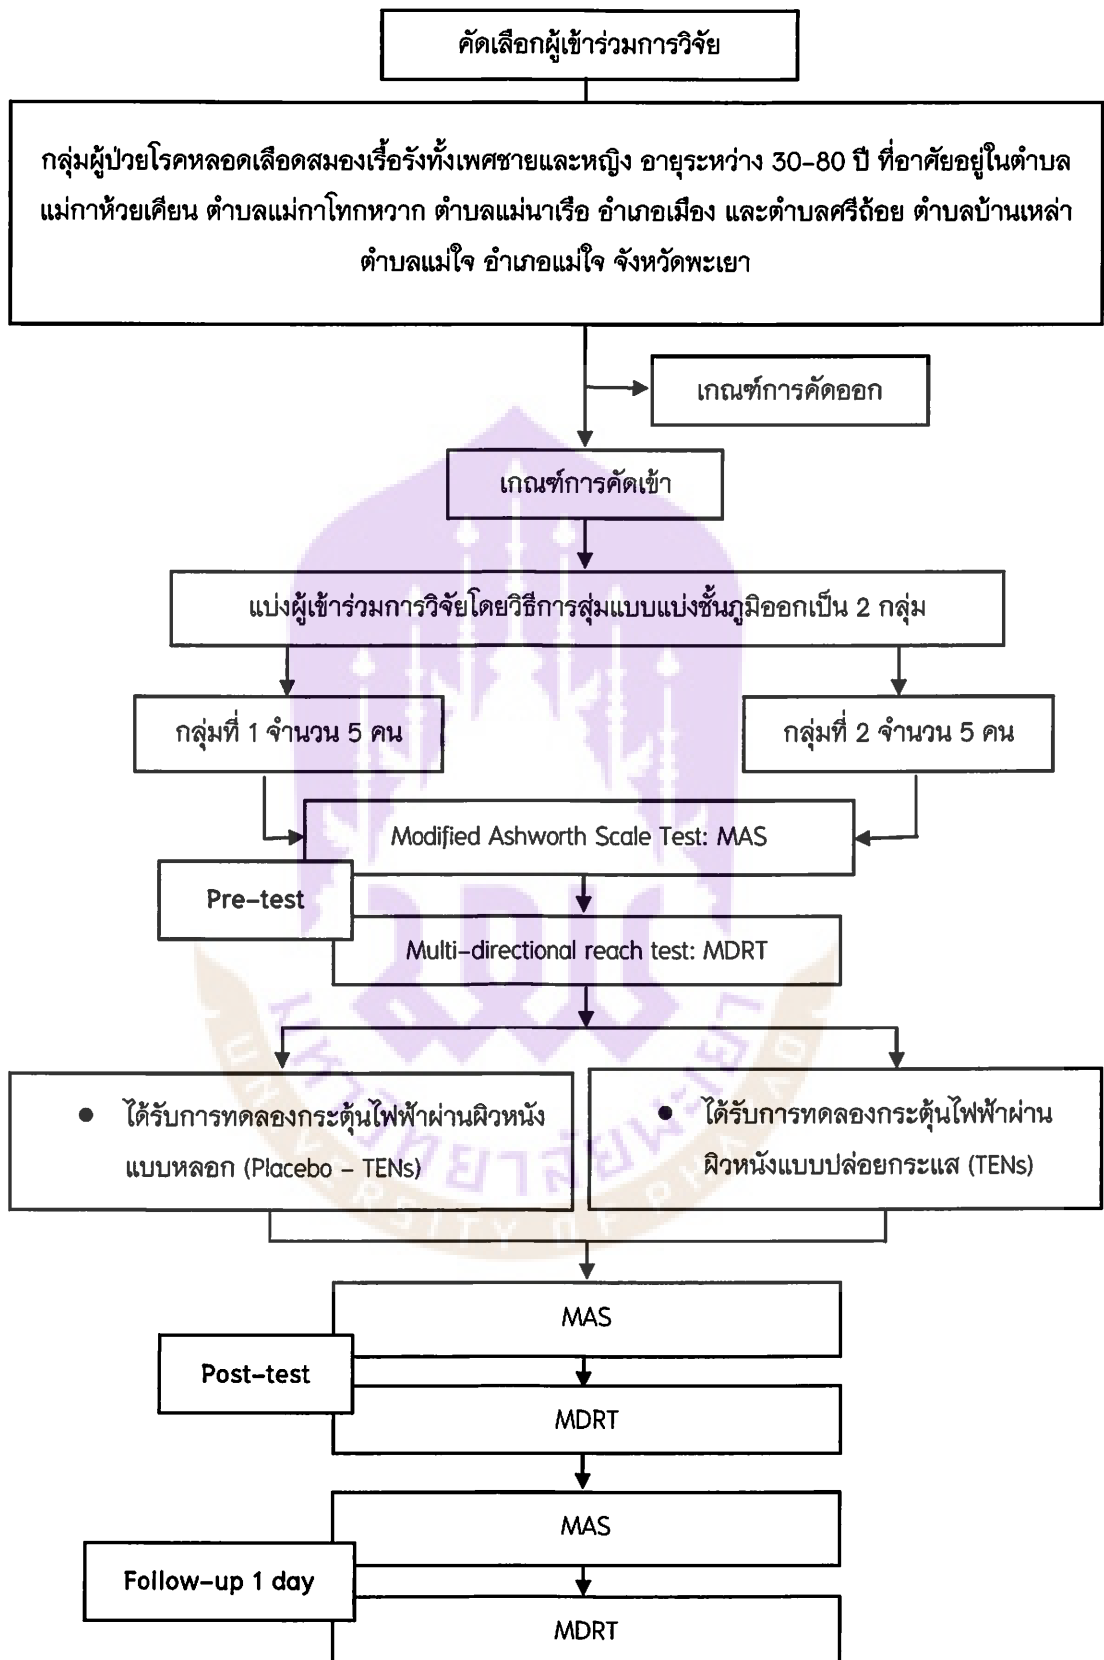 คัดเลือกผู้เข้าร่วมการวิจัย
กลุ่มผู้ป่วยโรคหลอดเลือดสมองเรื้อรังทั้งเพศชายและหญิง อายุระหว่าง 30-80 ปี ที่อาศัยอยู่ในตำบล
แม่กาห้วยเคียน ตำบลแม่กาโทกหวาก ตำบลแม่นาเรือ อำเภอเมือง และตำบลศรีถ้อย ตำบลบ้านเหล่า
ตำบลแม่ใจ อำเภอแม่ใจ จังหวัดพะเยา
เกณฑ์การคัดออก
เกณฑ์การคัดเข้า
แบ่งผู้เข้าร่วมการวิจัยโดยวิธีการสุ่มแบบแบ่งชั้นภูมิออกเป็น 2 กลุ่ม
กลุ่มที่ 1 จำนวน 5 คน
กลุ่มที่ 2 จำนวน 5 คน
Modified Ashworth Scale Test: MAS
Pre-test
Multi-directional reach test: MDRT
● ได้รับการทดลองกระตุ้นไฟฟ้าผ่านผิวหนัง
แบบหลอก (Placebo – TENs)
● ได้รับการทดลองกระตุ้นไฟฟ้าผ่าน
ผิวหนังแบบปล่อยกระแส (TENs)
มหาวิทยาลัยพะเยา
UNIVERSITY OF PHAYAO
MAS
Post-test
MDRT
MAS
Follow-up 1 day
MDRT